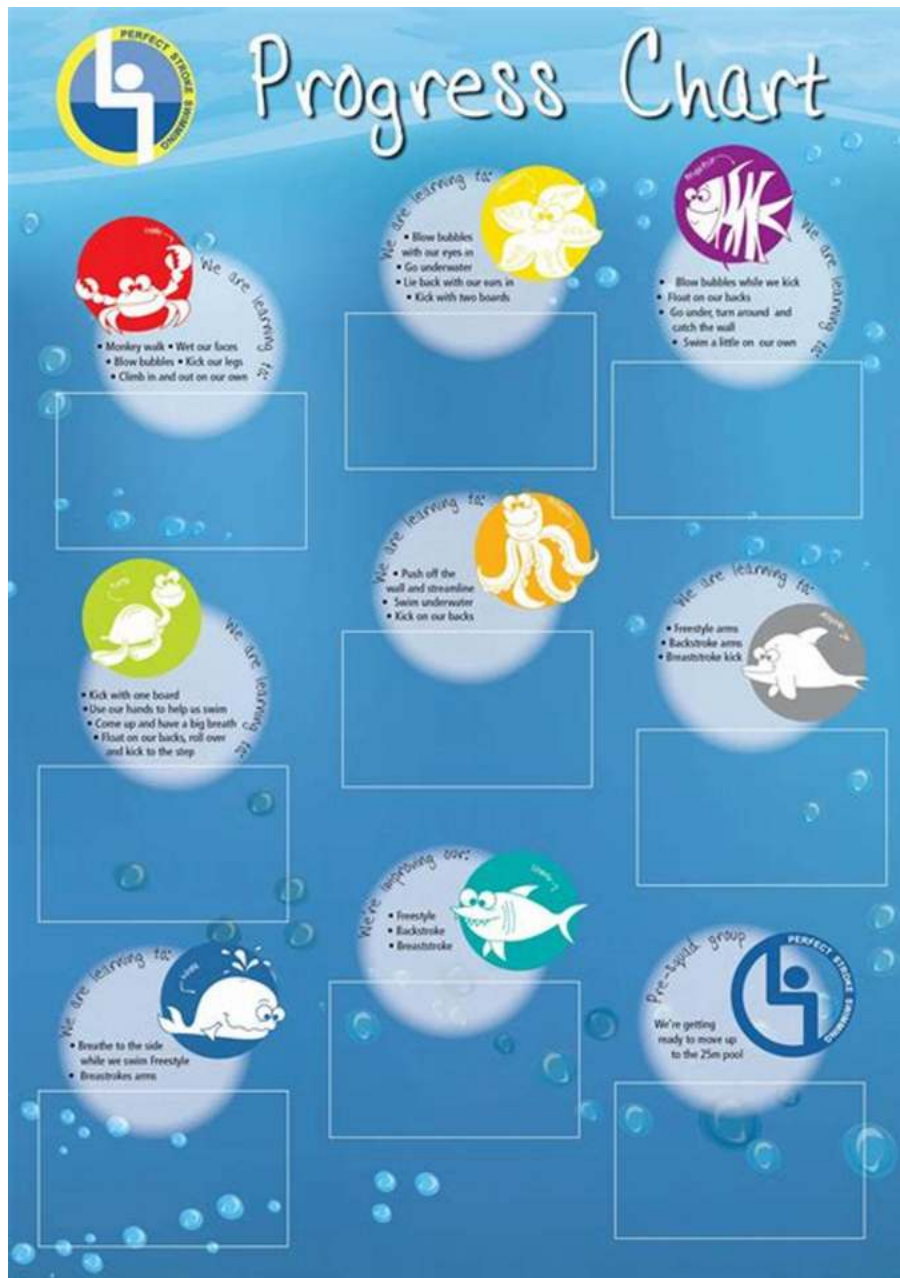 PERFECT STROKE SWIMMING
Progress Chart
We are learning to:
• Monkey walk • Wet our faces
• Blow bubbles • Kick our legs
• Climb in and out on our own
We are learning to:
• Blow bubbles
with our eyes in
• Go underwater
• Lie back with our ears in
• Kick with two boards
We are learning to:
• Blow bubbles while we kick
• Float on our backs
• Go under, turn around and
catch the wall
• Swim a little on our own
We are learning to:
• Kick with one board
• Use our hands to help us swim
• Come up and have a big breath
• Float on our backs, roll over
and kick to the step
We are learning to:
• Push off the
wall and streamline
• Swim underwater
• Kick on our backs
We are learning to:
• Freestyle arms
• Backstroke arms
• Breaststroke kick
We are learning to:
• Breathe to the side
while we swim Freestyle
• Breastrokes arms
We're improving our:
• Freestyle
• Backstroke
• Breaststroke
Pre-squid group
We're getting
ready to move up
to the 25m pool
PERFECT STROKE SWIMMING